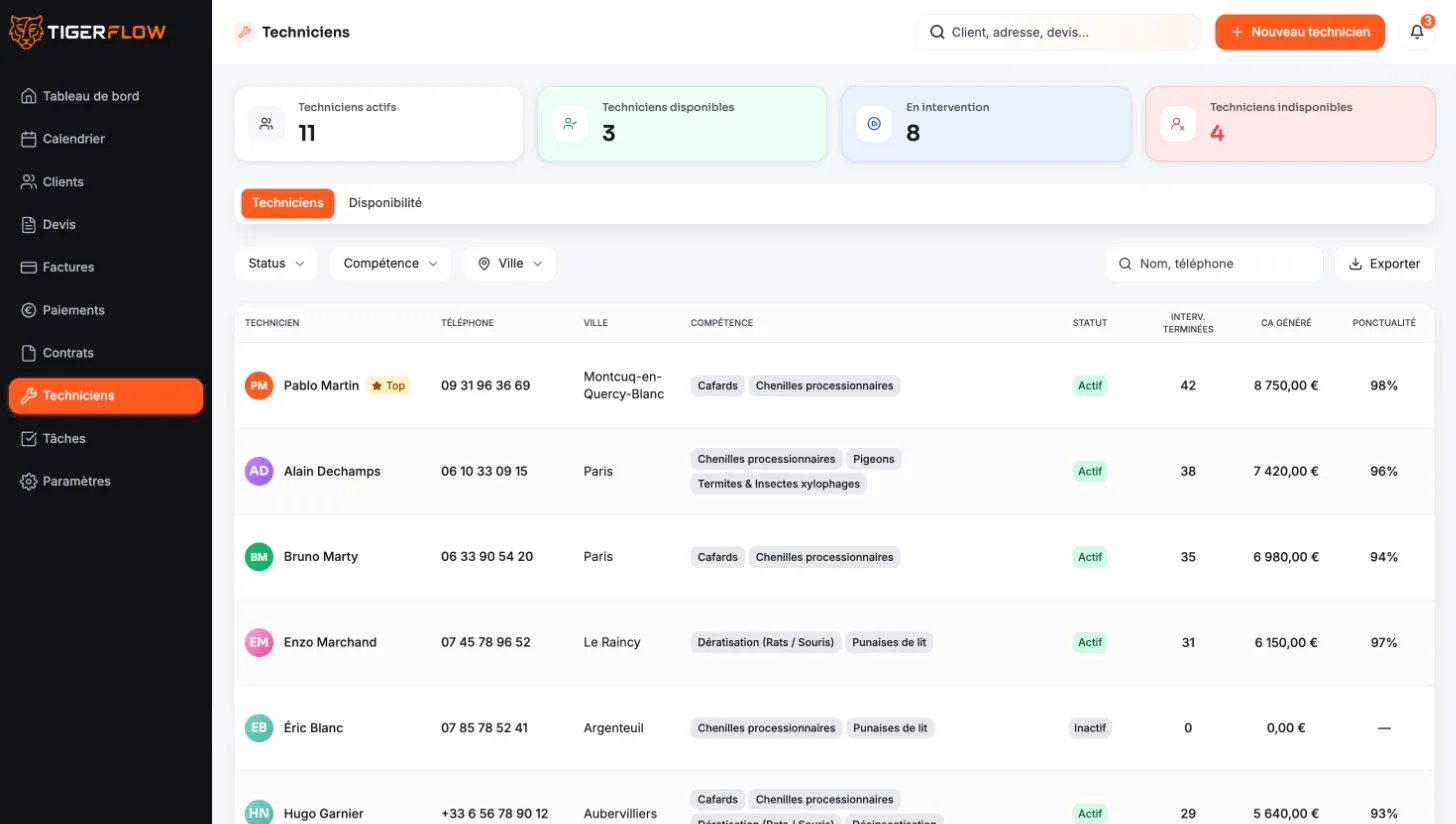 TIGERFLOW
Techniciens
Client, adresse, devis...
+ Nouveau technicien
3
Tableau de bord
Calendrier
Clients
Devis
Factures
Paiements
Contrats
Techniciens
Tâches
Paramètres
Techniciens actifs
11
Techniciens disponibles
3
En intervention
8
Techniciens indisponibles
4
Techniciens Disponibilité
Status Compétence Ville Nom, téléphone Exporter
TECHNICIEN TÉLÉPHONE VILLE COMPÉTENCE STATUT INTERV. TERMINÉES CA GÉNÉRÉ PONCTUALITÉ
PM Pablo Martin Top 09 31 96 36 69 Montcuq-en-Quercy-Blanc Cafards Chenilles processionnaires Actif 42 8 750,00 € 98%
AD Alain Dechamps 06 10 33 09 15 Paris Chenilles processionnaires Pigeons Termites & Insectes xylophages Actif 38 7 420,00 € 96%
BM Bruno Marty 06 33 90 54 20 Paris Cafards Chenilles processionnaires Actif 35 6 980,00 € 94%
EM Enzo Marchand 07 45 78 96 52 Le Raincy Dératisation (Rats / Souris) Punaises de lit Actif 31 6 150,00 € 97%
EB Éric Blanc 07 85 78 52 41 Argenteuil Chenilles processionnaires Punaises de lit Inactif 0 0,00 € —
HN Hugo Garnier +33 6 56 78 90 12 Aubervilliers Cafards Chenilles processionnaires Dératisation (Rats / Souris) Désinsectisation Actif 29 5 640,00 € 93%